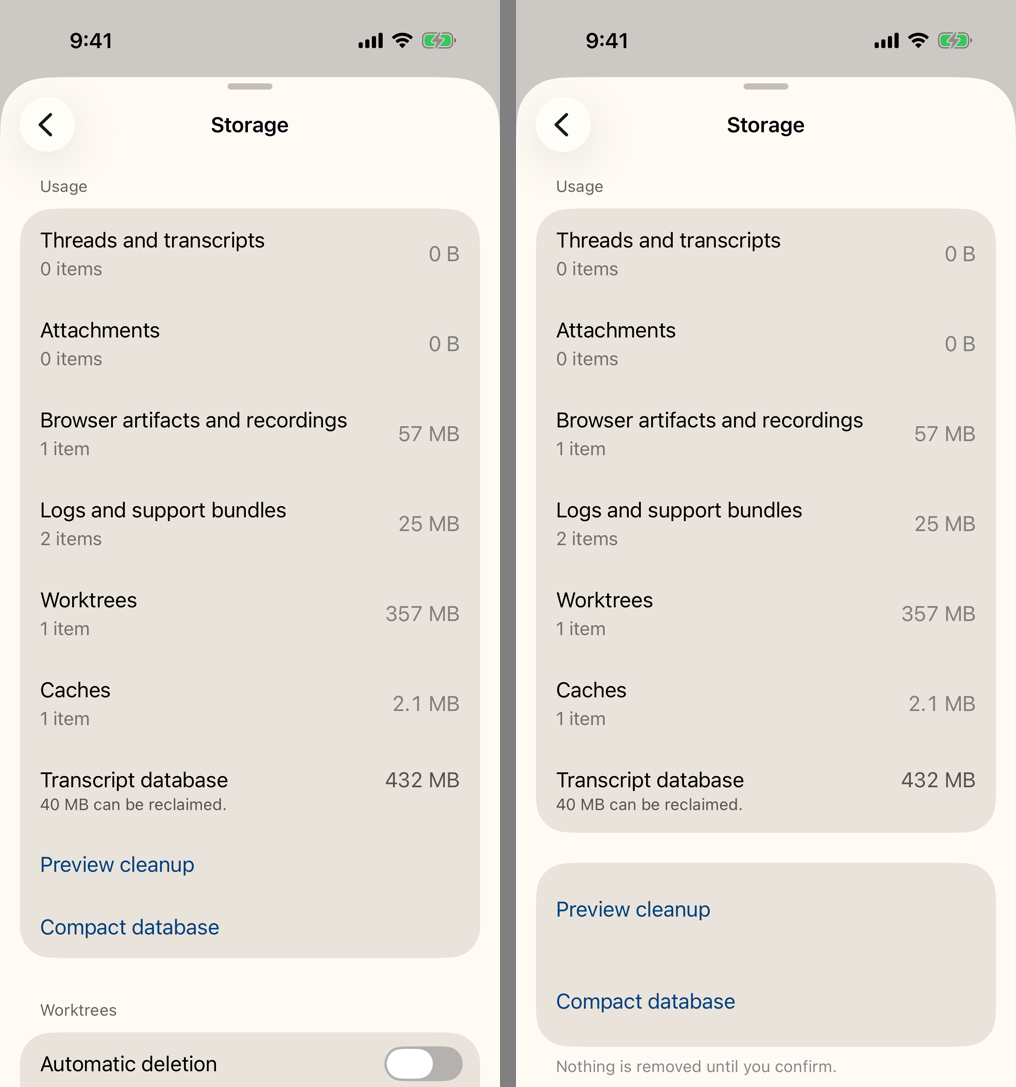 9:41
Storage
Usage
Threads and transcripts
0 items
0 B
Attachments
0 items
0 B
Browser artifacts and recordings
1 item
57 MB
Logs and support bundles
2 items
25 MB
Worktrees
1 item
357 MB
Caches
1 item
2.1 MB
Transcript database
432 MB
40 MB can be reclaimed.
Preview cleanup
Compact database
Worktrees
Automatic deletion
9:41
Storage
Usage
Threads and transcripts
0 items
0 B
Attachments
0 items
0 B
Browser artifacts and recordings
1 item
57 MB
Logs and support bundles
2 items
25 MB
Worktrees
1 item
357 MB
Caches
1 item
2.1 MB
Transcript database
432 MB
40 MB can be reclaimed.
Preview cleanup
Compact database
Nothing is removed until you confirm.